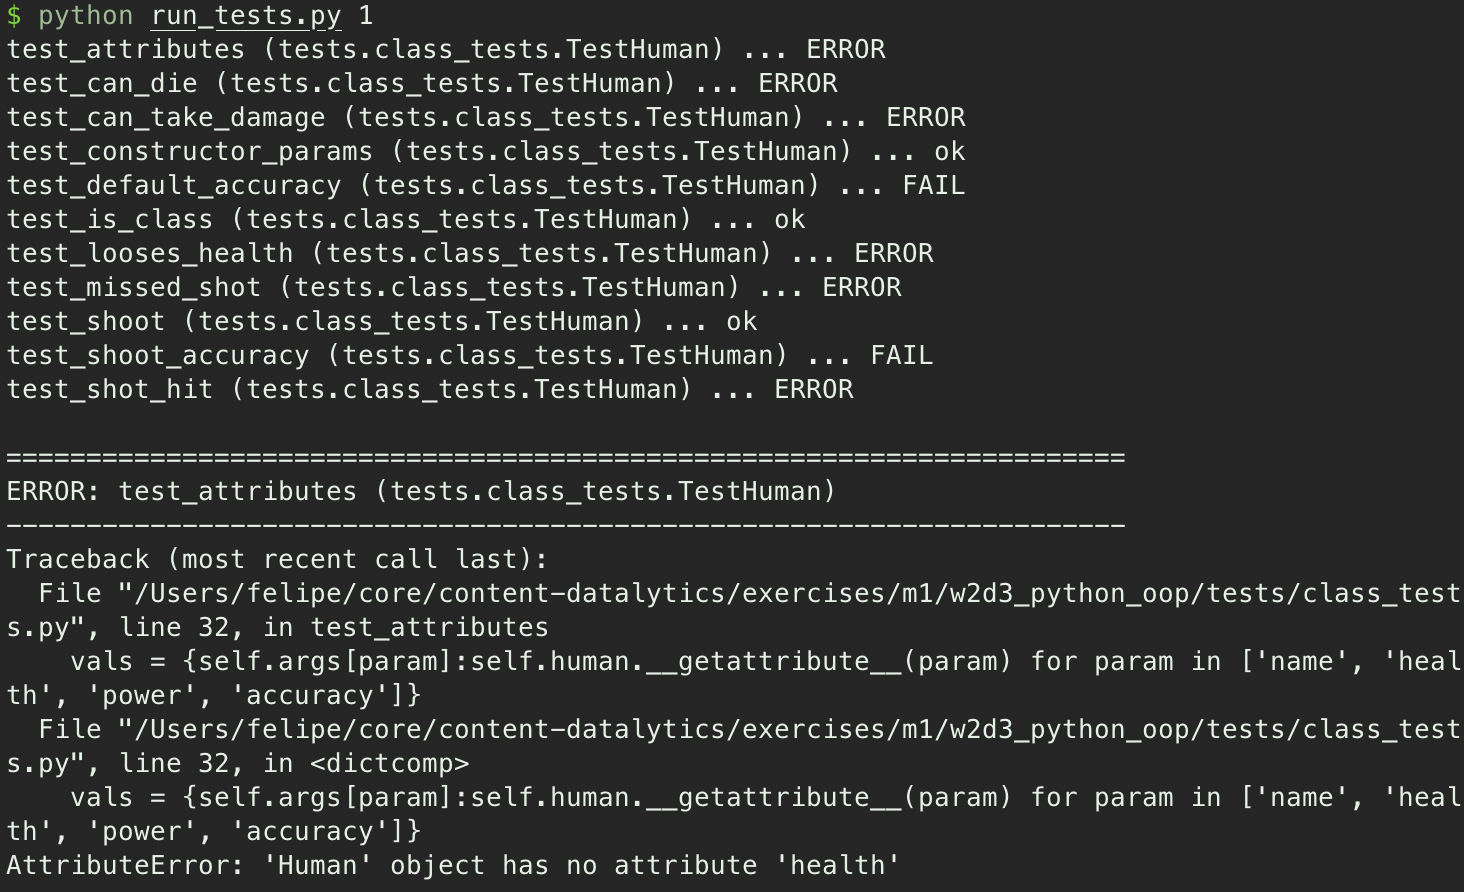 $ python run_tests.py 1
test_attributes (tests.class_tests.TestHuman) ... ERROR
test_can_die (tests.class_tests.TestHuman) ... ERROR
test_can_take_damage (tests.class_tests.TestHuman) ... ERROR
test_constructor_params (tests.class_tests.TestHuman) ... ok
test_default_accuracy (tests.class_tests.TestHuman) ... FAIL
test_is_class (tests.class_tests.TestHuman) ... ok
test_looses_health (tests.class_tests.TestHuman) ... ERROR
test_missed_shot (tests.class_tests.TestHuman) ... ERROR
test_shoot (tests.class_tests.TestHuman) ... ok
test_shoot_accuracy (tests.class_tests.TestHuman) ... FAIL
test_shot_hit (tests.class_tests.TestHuman) ... ERROR
======================================================================
ERROR: test_attributes (tests.class_tests.TestHuman)
----------------------------------------------------------------------
Traceback (most recent call last):
  File "/Users/felipe/core/content-datalytics/exercises/m1/w2d3_python_oop/tests/class_test
s.py", line 32, in test_attributes
    vals = {self.args[param]:self.human.__getattribute__(param) for param in ['name', 'heal
th', 'power', 'accuracy']}
  File "/Users/felipe/core/content-datalytics/exercises/m1/w2d3_python_oop/tests/class_test
s.py", line 32, in <dictcomp>
    vals = {self.args[param]:self.human.__getattribute__(param) for param in ['name', 'heal
th', 'power', 'accuracy']}
AttributeError: 'Human' object has no attribute 'health'